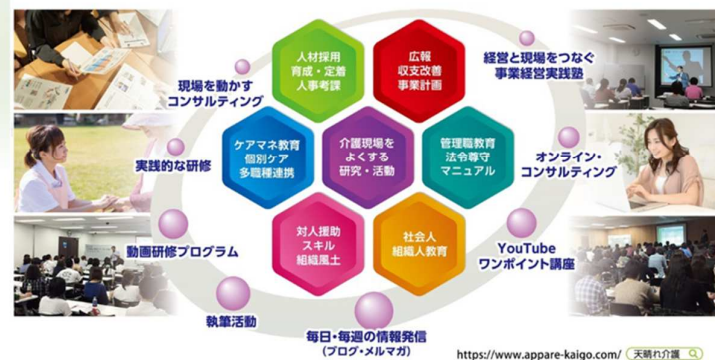 人材採用
育成・定着
人事考課
広報
収支改善
事業計画
現場を動かす
コンサルティング
経営と現場をつなぐ
事業経営実践塾
ケアマネ教育
個別ケア
多職種連携
介護現場を
よくする
研究・活動
管理職教育
法令尊守
マニュアル
実践的な研修
オンライン・
コンサルティング
対人援助
スキル
組織風土
社会人
組織人教育
動画研修プログラム
YouTube
ワンポイント講座
執筆活動
毎日・毎週の情報発信
(ブログ・メルマガ)
https://www.appare-kaigo.com/ 天晴れ介護